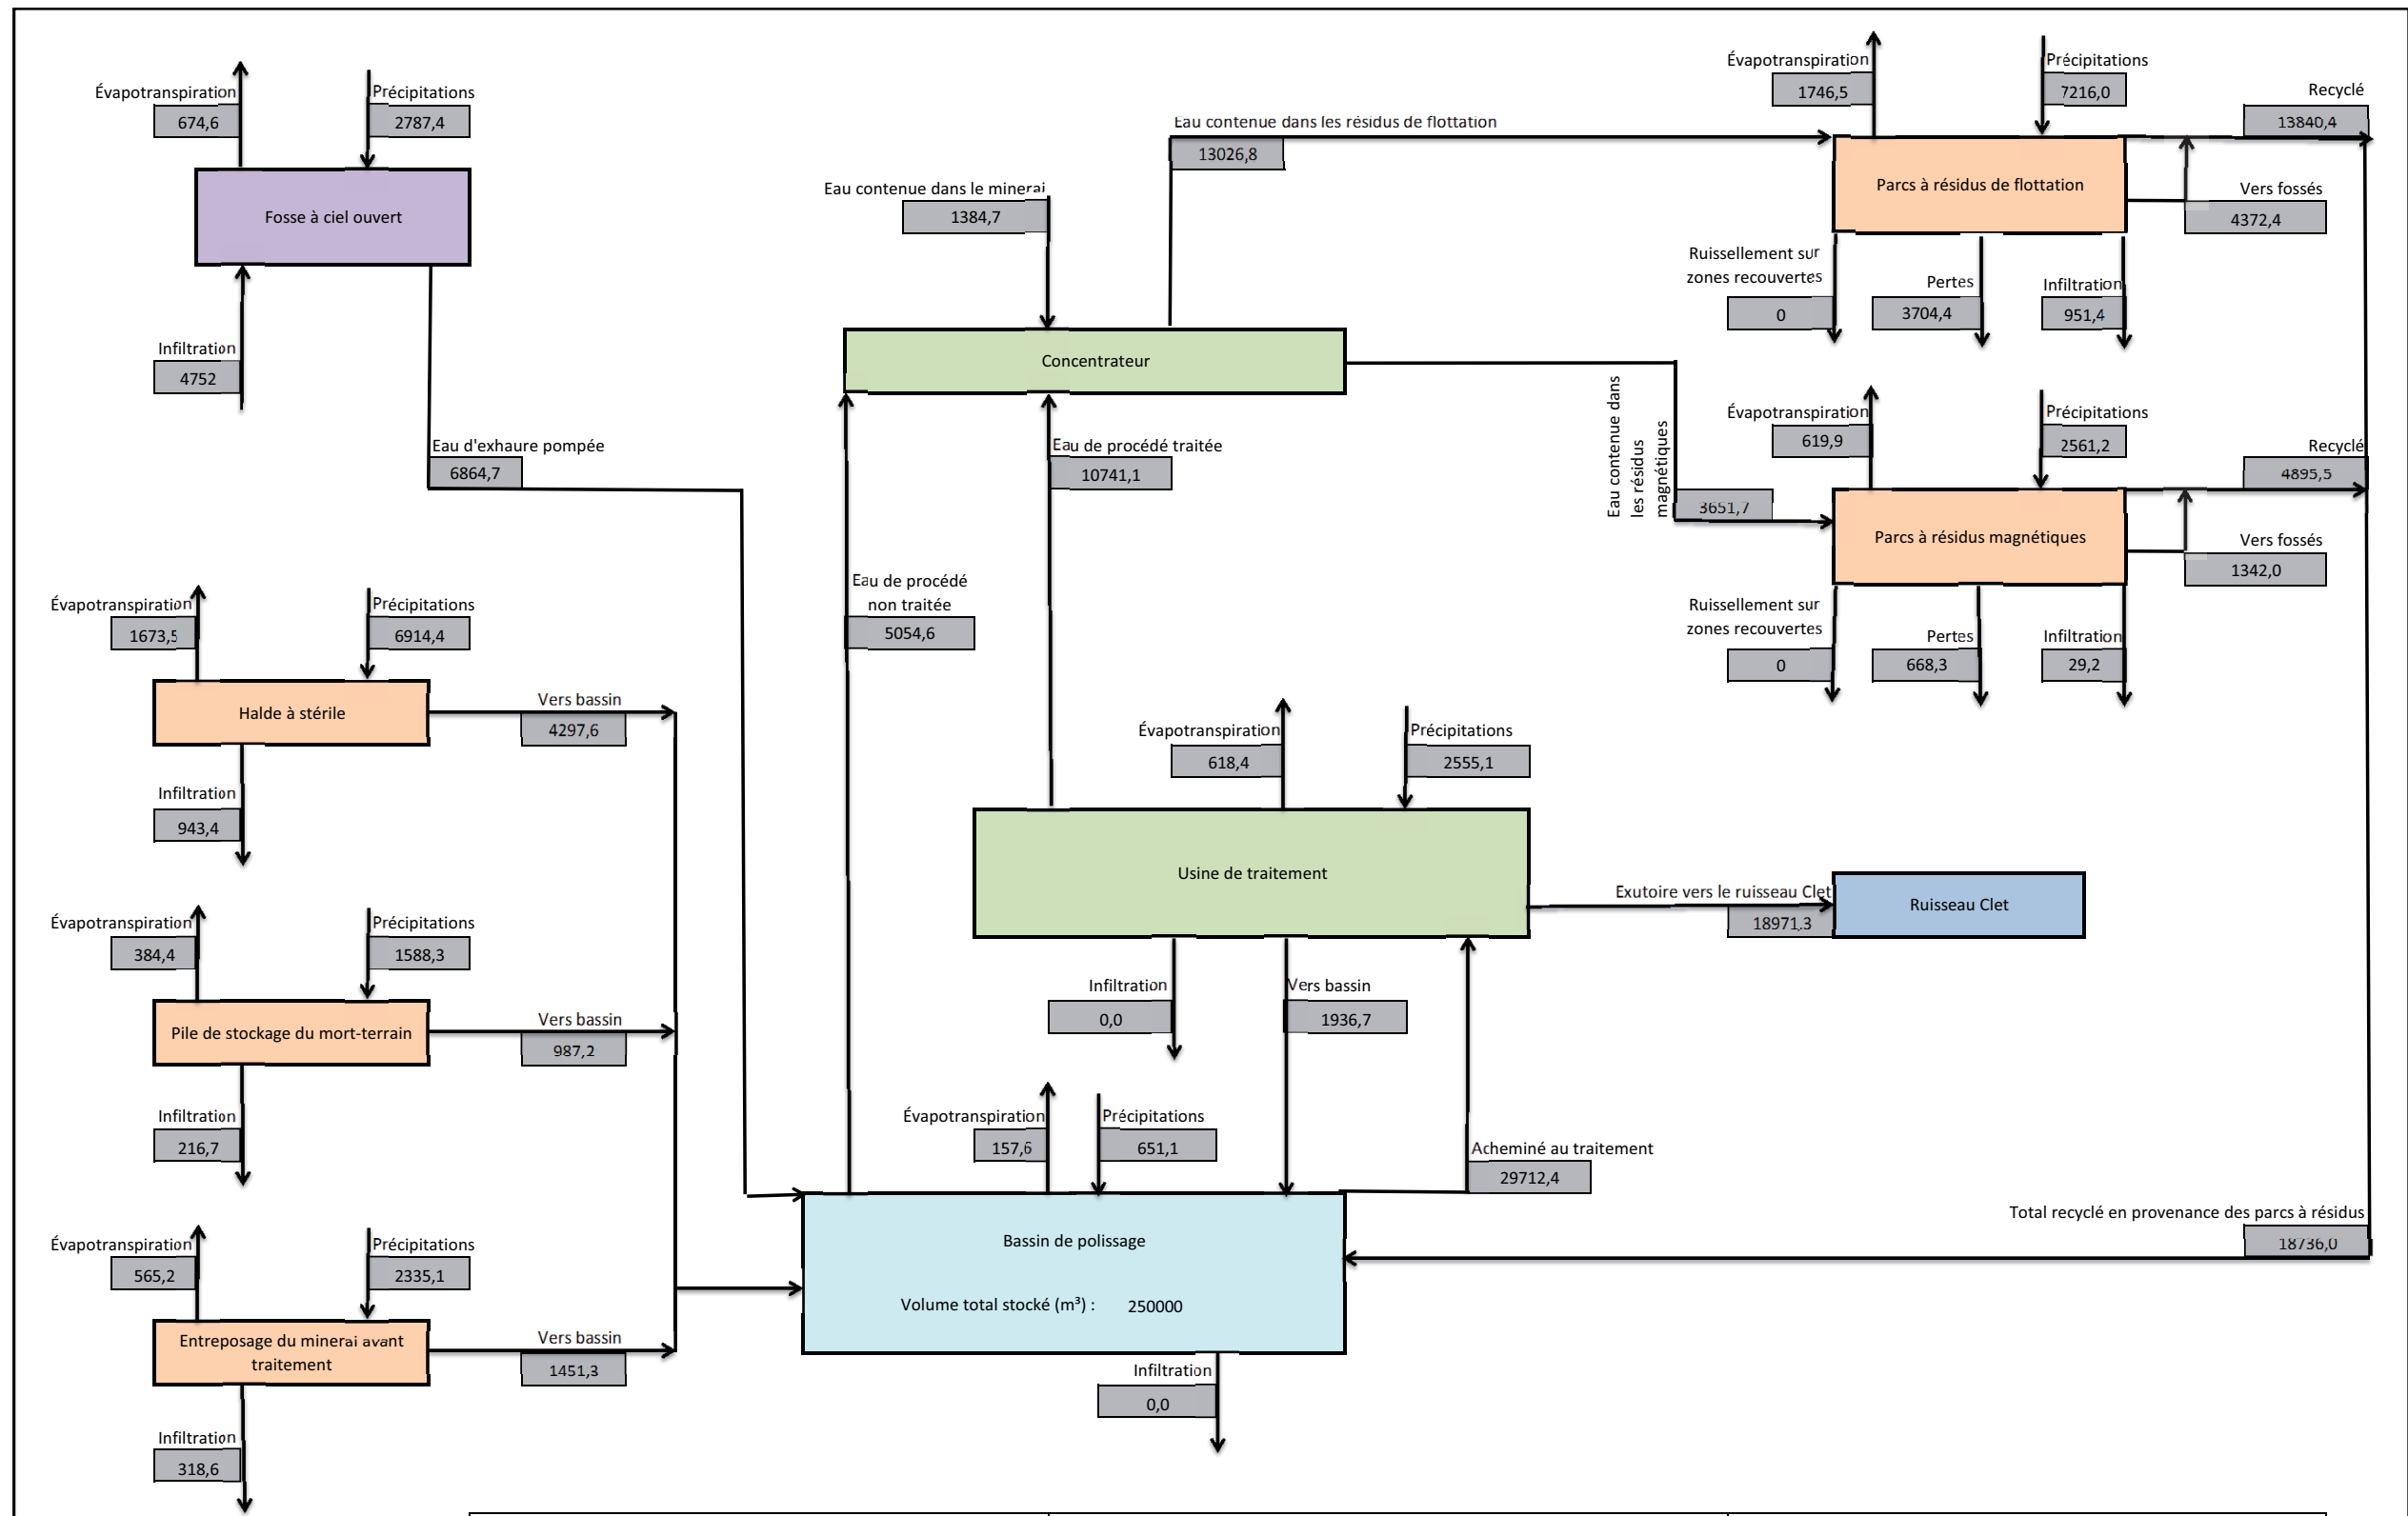 Évapotranspiration
674,6
Précipitations
2787,4
Fosse à ciel ouvert
Infiltration
4752
Eau d'exhaure pompée
6864,7
Évapotranspiration
1673,5
Précipitations
6914,4
Halde à stérile
Vers bassin
4297,6
Infiltration
943,4
Évapotranspiration
384,4
Précipitations
1588,3
Pile de stockage du mort-terrain
Vers bassin
987,2
Infiltration
216,7
Évapotranspiration
565,2
Précipitations
2335,1
Entreposage du minerai avant
traitement
Vers bassin
1451,3
Infiltration
318,6
Eau contenue dans le minerai
1384,7
Eau contenue dans les résidus de flottation
13026,8
Concentrateur
Eau de procédé traitée
10741,1
Eau de procédé
non traitée
5054,6
Eau contenue dans
les résidus
magnétiques
3651,7
Évapotranspiration
618,4
Précipitations
2555,1
Usine de traitement
Exutoire vers le ruisseau Clet
18971,3
Ruisseau Clet
Infiltration
0,0
Vers bassin
1936,7
Évapotranspiration
157,6
Précipitations
651,1
Acheminé au traitement
29712,4
Bassin de polissage
Volume total stocké (m³) : 250000
Infiltration
0,0
Évapotranspiration
1746,5
Précipitations
7216,0
Recyclé
13840,4
Parcs à résidus de flottation
Vers fossés
4372,4
Ruissellement sur
zones recouvertes
0
Pertes
3704,4
Infiltration
951,4
Évapotranspiration
619,9
Précipitations
2561,2
Recyclé
4895,5
Parcs à résidus magnétiques
Vers fossés
1342,0
Ruissellement sur
zones recouvertes
0
Pertes
668,3
Infiltration
29,2
Total recyclé en provenance des parcs à résidus
18736,0